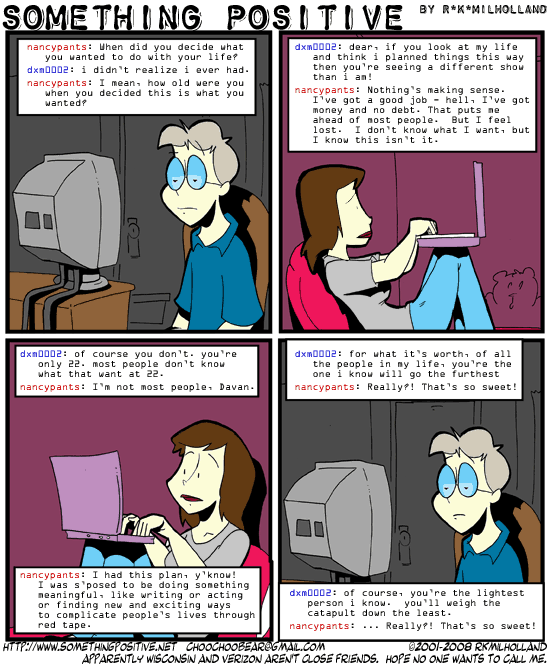 SOMETHING POSITIVE BY R*K*MILHOLLAND
nancypants: When did you decide what
you wanted to do with your life?
dxm0002: i didn't realize i ever had.
nancypants: I mean, how old were you
when you decided this is what you
wanted?
dxm0002: dear, if you look at my life
and think i planned things this way
then you're seeing a different show
than i am!
nancypants: Nothing's making sense.
I've got a good job - hell, I've got
money and no debt. That puts me
ahead of most people. But I feel
lost. I don't know what I want, but
I know this isn't it.
dxm0002: of course you don't. you're
only 22. most people don't know
what that want at 22.
nancypants: I'm not most people, Davan.
nancypants: I had this plan, y'know!
I was s'posed to be doing something
meaningful, like writing or acting
or finding new and exciting ways
to complicate people's lives through
red tape.
dxm0002: for what it's worth, of all
the people in my life, you're the
one i know will go the furthest
nancypants: Really?! That's so sweet!
dxm0002: of course, you're the lightest
person i know. you'll weigh the
catapult down the least.
nancypants: ... Really?! That's so sweet!
HTTP://WWW.SOMETHINGPOSITIVE.NET CHOOCHOOBEAR@GMAIL.COM ©2001-2008 RKMILHOLLAND
APPARENTLY WISCONSIN AND VERIZON AREN'T CLOSE FRIENDS. HOPE NO ONE WANTS TO CALL ME.